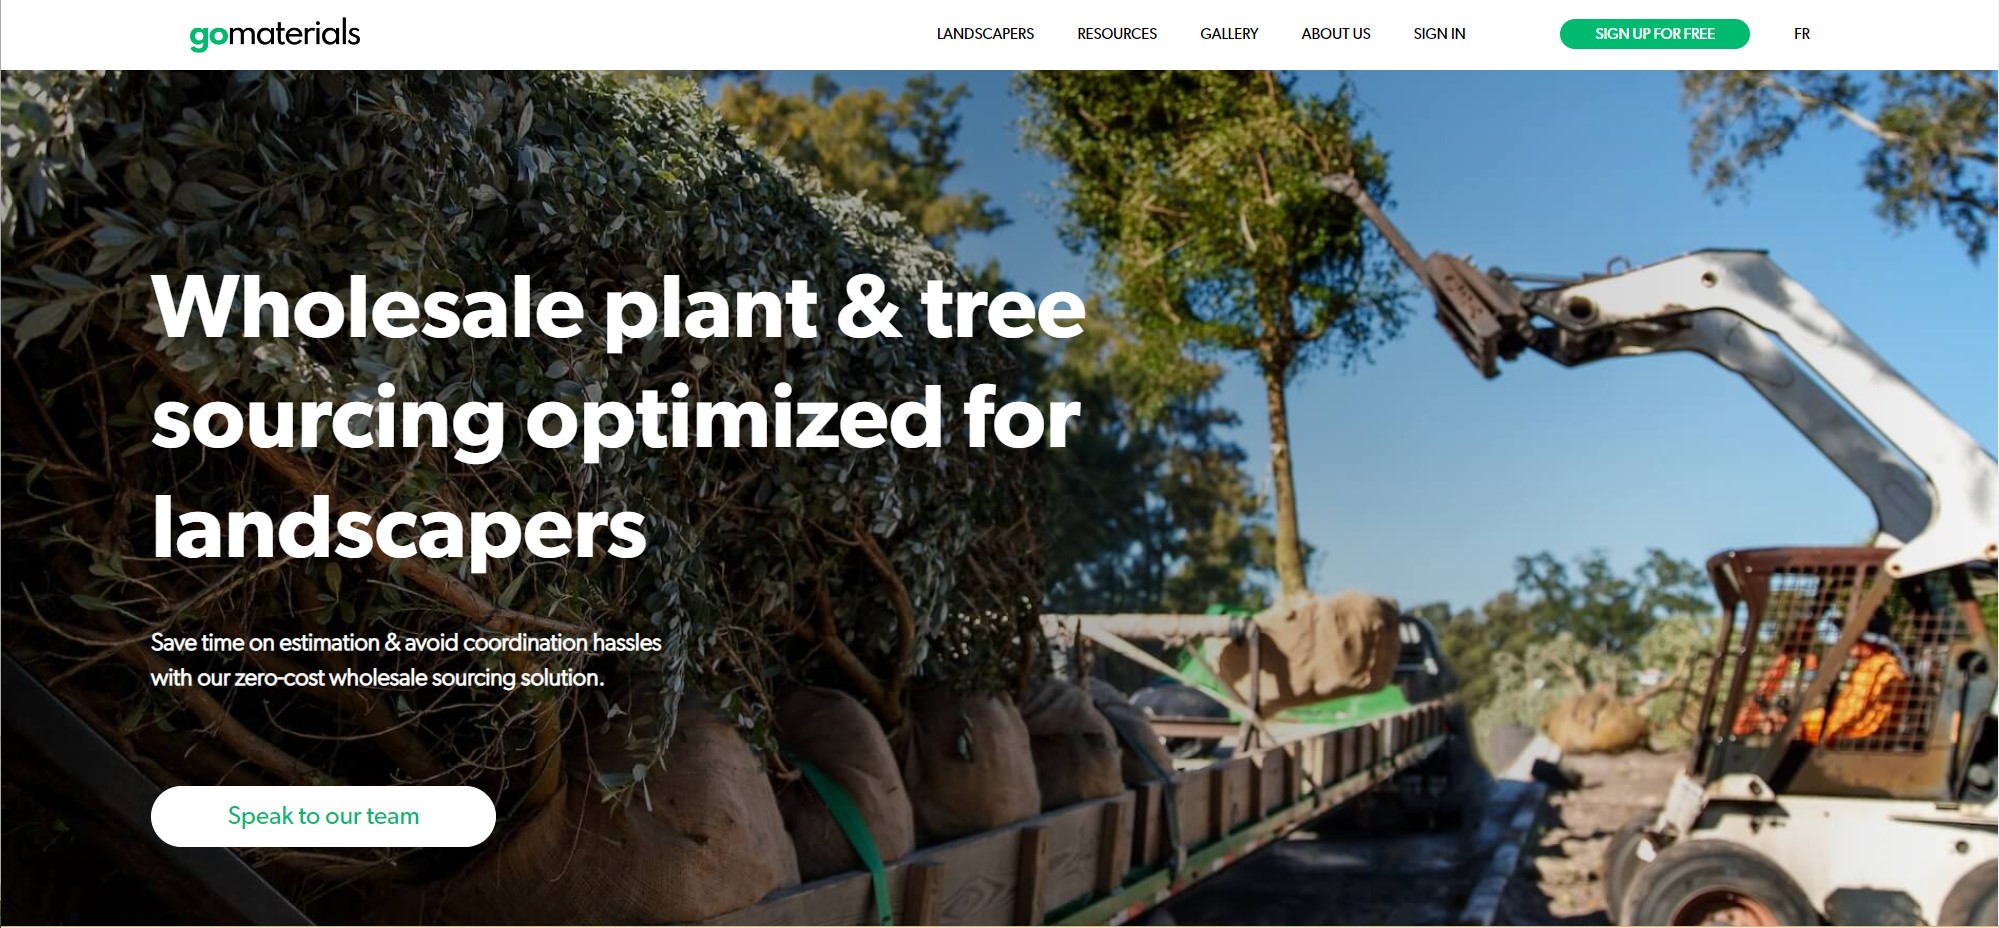 gomaterials
LANDSCAPERS RESOURCES GALLERY ABOUT US SIGN IN SIGN UP FOR FREE FR
Wholesale plant & tree
sourcing optimized for
landscapers
Save time on estimation & avoid coordination hassles
with our zero-cost wholesale sourcing solution.
Speak to our team